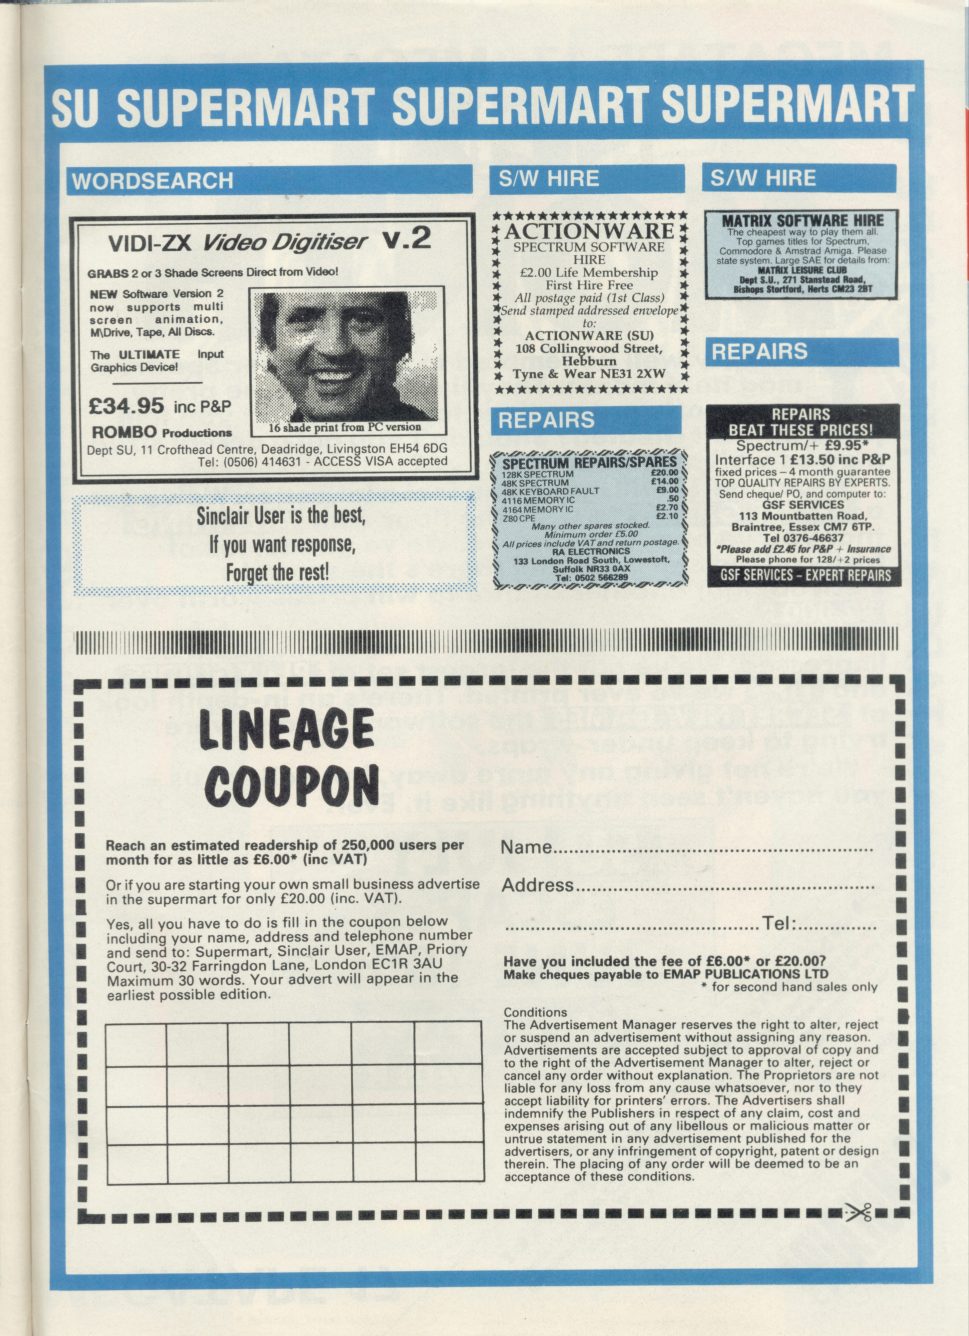 SU SUPERMART SUPERMART SUPERMART
WORDSEARCH
VIDI-ZX Video Digitiser v.2
GRABS 2 or 3 Shade Screens Direct from Video!
NEW Software Version 2
now supports multi
screen animation,
M\Drive, Tape, All Discs.
The ULTIMATE Input
Graphics Device!
£34.95 inc P&P
ROMBO Productions
16 shade print from PC version
Dept SU, 11 Crofthead Centre, Deadridge, Livingston EH54 6DG
Tel: (0506) 414631 - ACCESS VISA accepted
Sinclair User is the best,
If you want response,
Forget the rest!
S/W HIRE
ACTIONWARE
SPECTRUM SOFTWARE
HIRE
£2.00 Life Membership
First Hire Free
All postage paid (1st Class)
Send stamped addressed envelope
to:
ACTIONWARE (SU)
108 Collingwood Street,
Hebburn
Tyne & Wear NE31 2XW
REPAIRS
SPECTRUM REPAIRS/SPARES
128K SPECTRUM £20.00
48K SPECTRUM £14.00
48K KEYBOARD FAULT £9.00
4116 MEMORY IC .50
4164 MEMORY IC £2.70
Z80 CPE £2.10
Many other spares stocked.
Minimum order £5.00
All prices include VAT and return postage.
RA ELECTRONICS
133 London Road South, Lowestoft,
Suffolk NR33 0AX
Tel: 0502 566289
S/W HIRE
MATRIX SOFTWARE HIRE
The cheapest way to play them all.
Top games titles for Spectrum,
Commodore & Amstrad Amiga. Please
state system. Large SAE for details from:
MATRIX LEISURE CLUB
Dept S.U., 271 Stanstead Road,
Bishops Stortford, Herts CM23 2BT
REPAIRS
REPAIRS
BEAT THESE PRICES!
Spectrum/+ £9.95*
Interface 1 £13.50 inc P&P
fixed prices – 4 month guarantee
TOP QUALITY REPAIRS BY EXPERTS.
Send cheque/ PO, and computer to:
GSF SERVICES
113 Mountbatten Road,
Braintree, Essex CM7 6TP.
Tel 0376-46637
*Please add £2.45 for P&P + Insurance
Please phone for 128/+2 prices
GSF SERVICES – EXPERT REPAIRS
LINEAGE
COUPON
Reach an estimated readership of 250,000 users per
month for as little as £6.00* (inc VAT)
Or if you are starting your own small business advertise
in the supermart for only £20.00 (inc. VAT).
Yes, all you have to do is fill in the coupon below
including your name, address and telephone number
and send to: Supermart, Sinclair User, EMAP, Priory
Court, 30-32 Farringdon Lane, London EC1R 3AU
Maximum 30 words. Your advert will appear in the
earliest possible edition.
Name
Address
Tel:
Have you included the fee of £6.00* or £20.00?
Make cheques payable to EMAP PUBLICATIONS LTD
* for second hand sales only
Conditions
The Advertisement Manager reserves the right to alter, reject
or suspend an advertisement without assigning any reason.
Advertisements are accepted subject to approval of copy and
to the right of the Advertisement Manager to alter, reject or
cancel any order without explanation. The Proprietors are not
liable for any loss from any cause whatsoever, nor to they
accept liability for printers' errors. The Advertisers shall
indemnify the Publishers in respect of any claim, cost and
expenses arising out of any libellous or malicious matter or
untrue statement in any advertisement published for the
advertisers, or any infringement of copyright, patent or design
therein. The placing of any order will be deemed to be an
acceptance of these conditions.